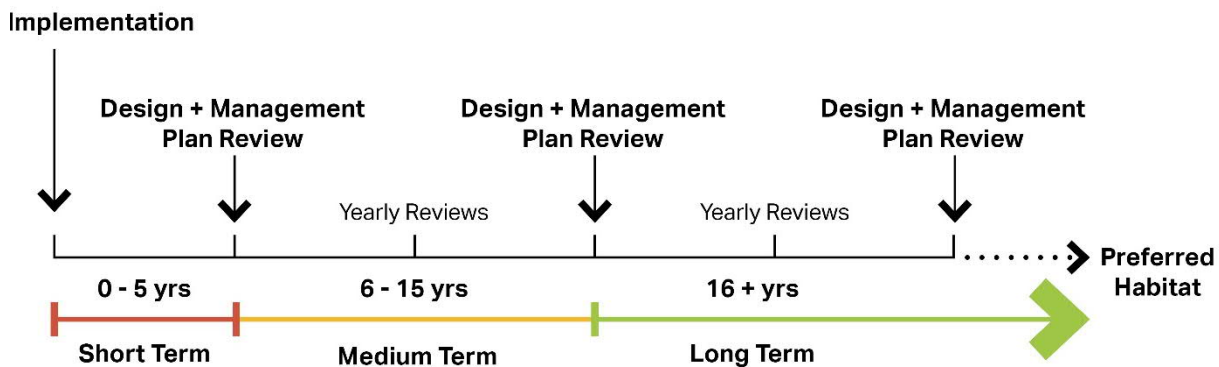 Implementation
Design + Management
Plan Review
Design + Management
Plan Review
Design + Management
Plan Review
Yearly Reviews
Yearly Reviews
Preferred
Habitat
0 - 5 yrs
6 - 15 yrs
16 + yrs
Short Term
Medium Term
Long Term